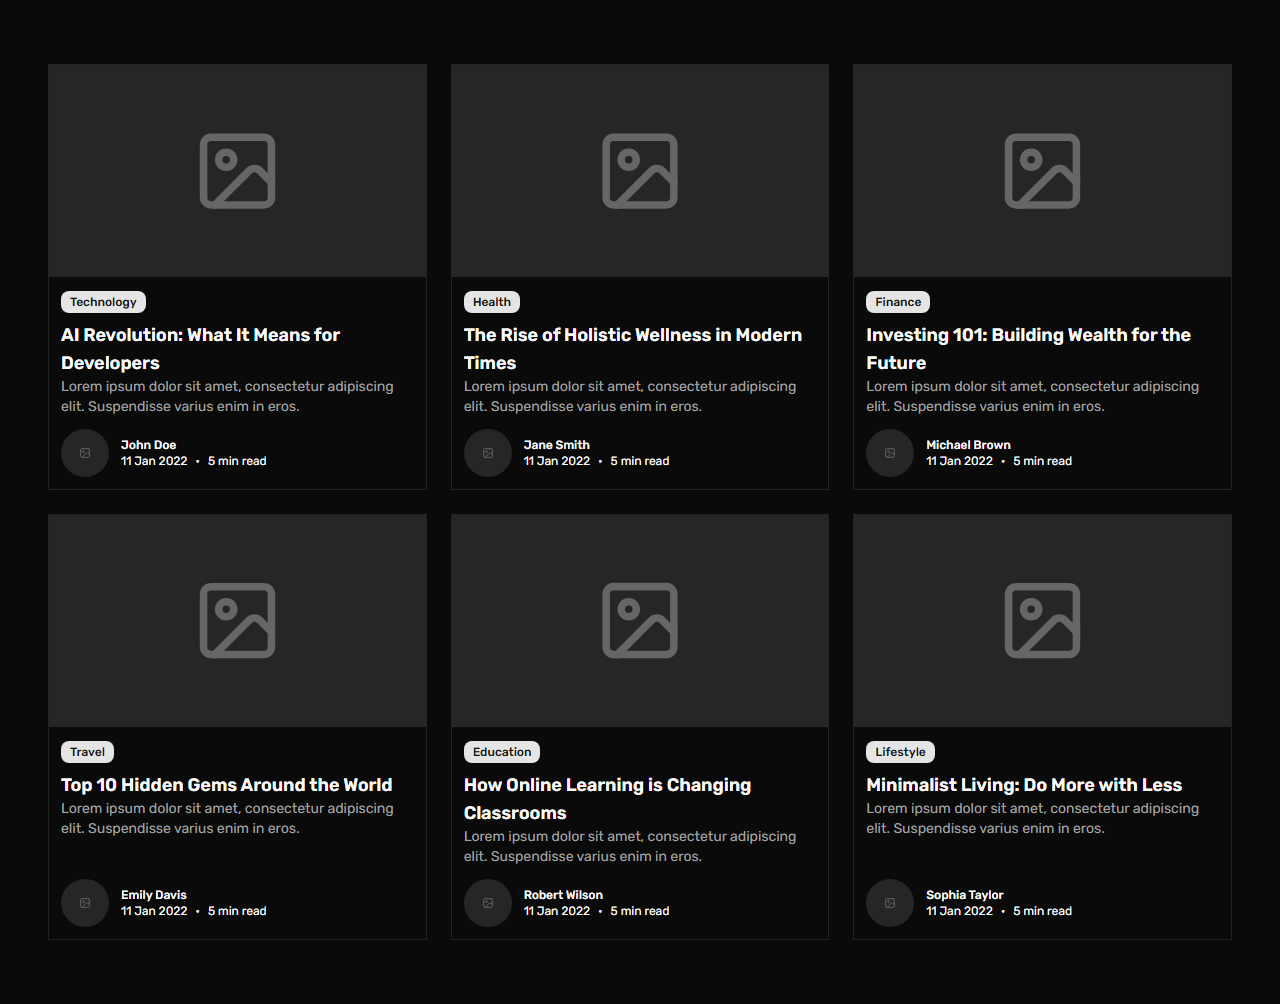 Technology
AI Revolution: What It Means for
Developers
Lorem ipsum dolor sit amet, consectetur adipiscing
elit. Suspendisse varius enim in eros.
John Doe
11 Jan 2022 • 5 min read
Health
The Rise of Holistic Wellness in Modern
Times
Lorem ipsum dolor sit amet, consectetur adipiscing
elit. Suspendisse varius enim in eros.
Jane Smith
11 Jan 2022 • 5 min read
Finance
Investing 101: Building Wealth for the
Future
Lorem ipsum dolor sit amet, consectetur adipiscing
elit. Suspendisse varius enim in eros.
Michael Brown
11 Jan 2022 • 5 min read
Travel
Top 10 Hidden Gems Around the World
Lorem ipsum dolor sit amet, consectetur adipiscing
elit. Suspendisse varius enim in eros.
Emily Davis
11 Jan 2022 • 5 min read
Education
How Online Learning is Changing
Classrooms
Lorem ipsum dolor sit amet, consectetur adipiscing
elit. Suspendisse varius enim in eros.
Robert Wilson
11 Jan 2022 • 5 min read
Lifestyle
Minimalist Living: Do More with Less
Lorem ipsum dolor sit amet, consectetur adipiscing
elit. Suspendisse varius enim in eros.
Sophia Taylor
11 Jan 2022 • 5 min read